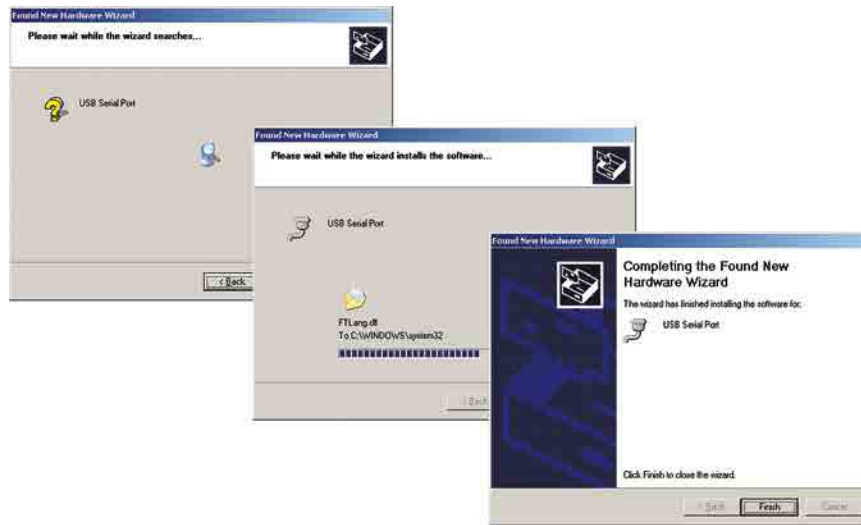 Found New Hardware Wizard
Please wait while the wizard searches...
USB Serial Port
< Back
Found New Hardware Wizard
Please wait while the wizard installs the software...
USB Serial Port
FTLang.dll
To C:\WINDOWS\system32
< Back
Found New Hardware Wizard
Completing the Found New
Hardware Wizard
The wizard has finished installing the software for:
USB Serial Port
Click Finish to close the wizard.
< Back Finish Cancel